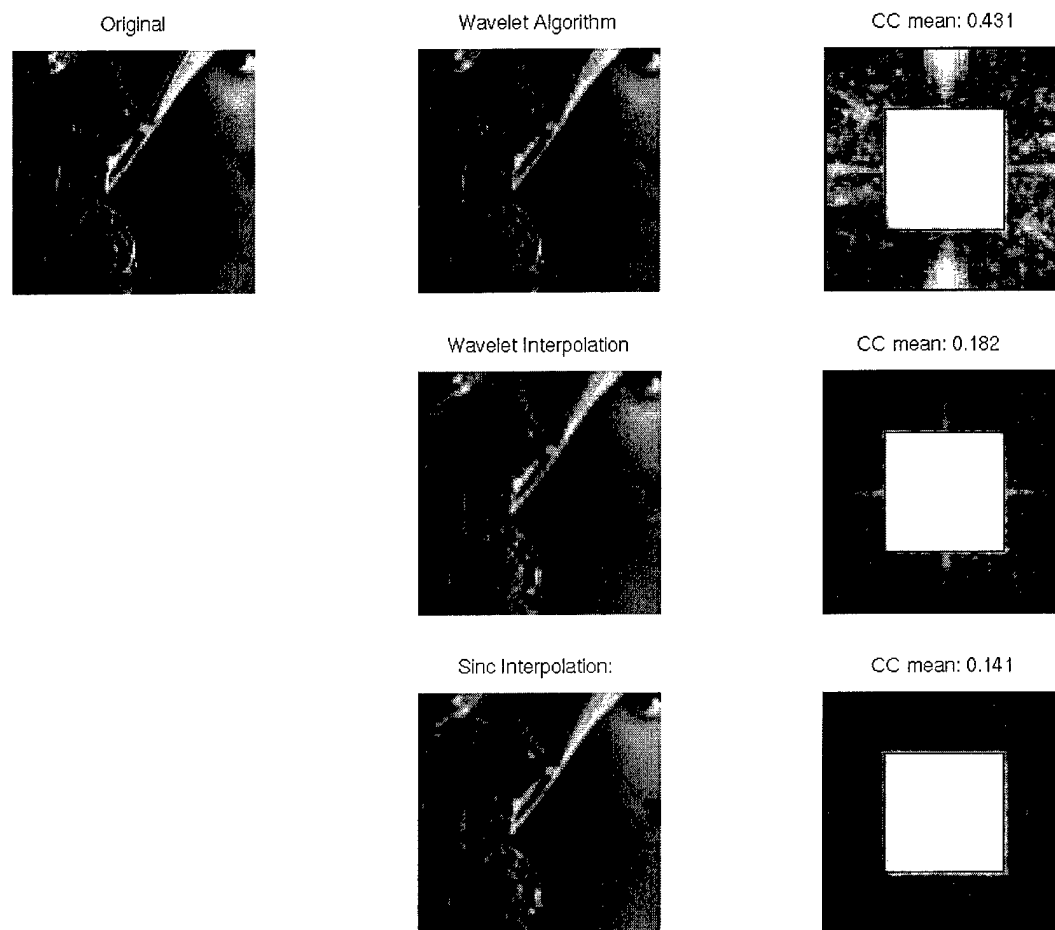 Original
Wavelet Algorithm
CC mean: 0.431
Wavelet Interpolation
CC mean: 0.182
Sinc Interpolation:
CC mean: 0.141